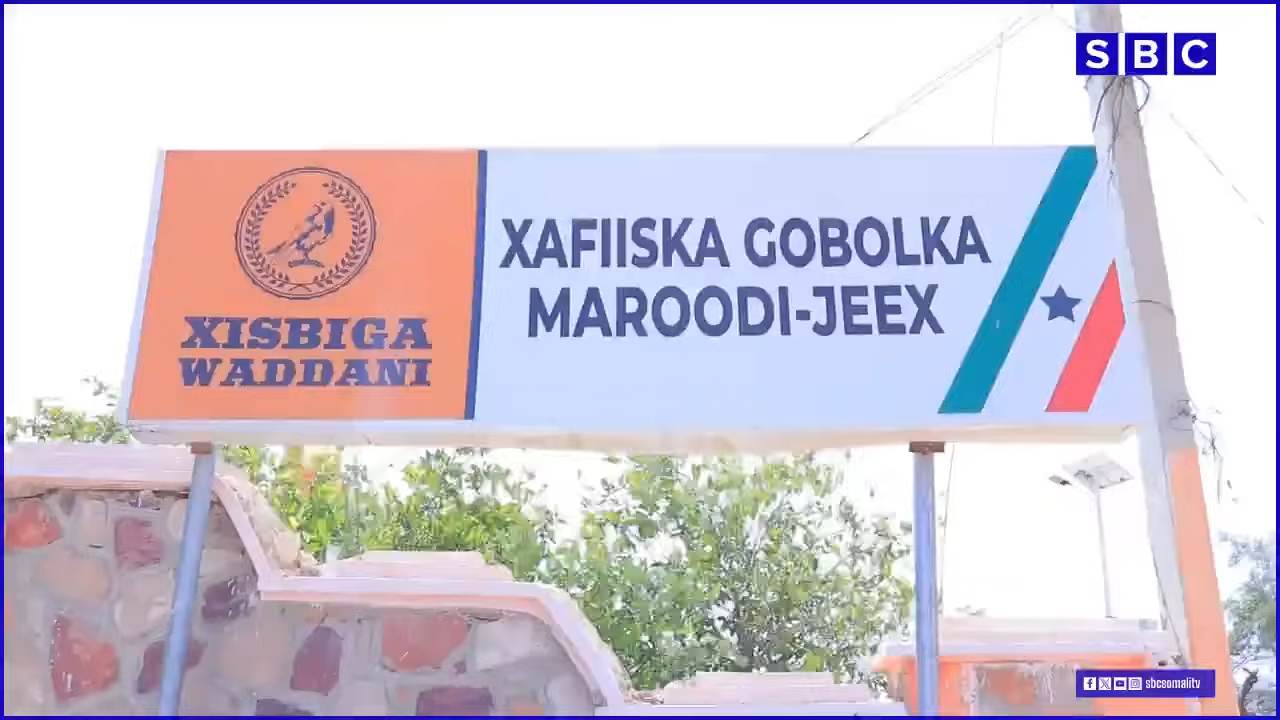 SBC
XISBIGA
WADDANI
XAFIISKA GOBOLKA
MAROODI-JEEX
sbcsomalitv